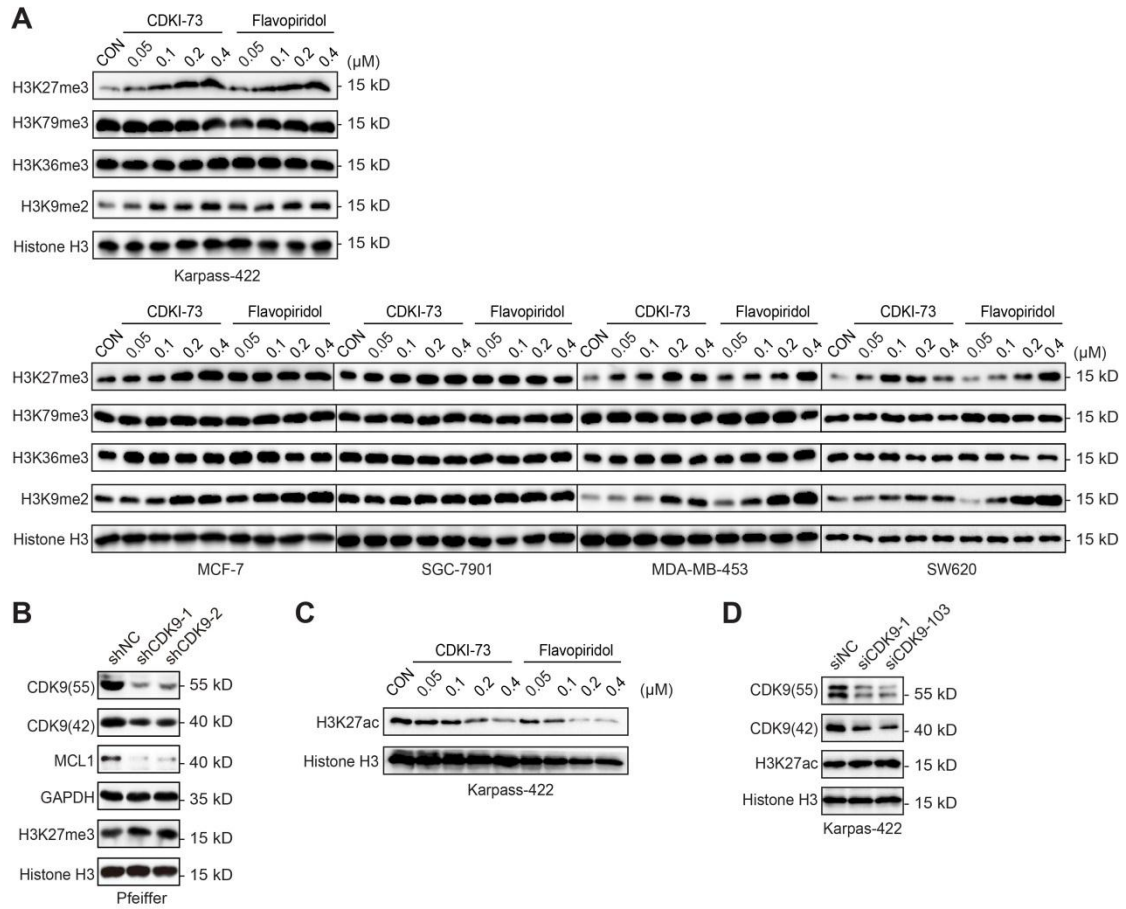 A
CDKI-73 Flavopiridol
CON 0.05 0.1 0.2 0.4 0.05 0.1 0.2 0.4 (μM)
H3K27me3 15 kD
H3K79me3 15 kD
H3K36me3 15 kD
H3K9me2 15 kD
Histone H3 15 kD
Karpass-422
CDKI-73 Flavopiridol CDKI-73 Flavopiridol CDKI-73 Flavopiridol CDKI-73 Flavopiridol
CON 0.05 0.1 0.2 0.4 0.05 0.1 0.2 0.4 CON 0.05 0.1 0.2 0.4 0.05 0.1 0.2 0.4 CON 0.05 0.1 0.2 0.4 0.05 0.1 0.2 0.4 CON 0.05 0.1 0.2 0.4 0.05 0.1 0.2 0.4 (μM)
H3K27me3 15 kD
H3K79me3 15 kD
H3K36me3 15 kD
H3K9me2 15 kD
Histone H3 15 kD
MCF-7 SGC-7901 MDA-MB-453 SW620
B
shNC shCDK9-1 shCDK9-2
CDK9(55) 55 kD
CDK9(42) 40 kD
MCL1 40 kD
GAPDH 35 kD
H3K27me3 15 kD
Histone H3 15 kD
Pfeiffer
C
CDKI-73 Flavopiridol
CON 0.05 0.1 0.2 0.4 0.05 0.1 0.2 0.4 (μM)
H3K27ac
Histone H3 15 kD
Karpass-422
D
siNC siCDK9-1 siCDK9-103
CDK9(55) 55 kD
CDK9(42) 40 kD
H3K27ac 15 kD
Histone H3 15 kD
Karpas-422